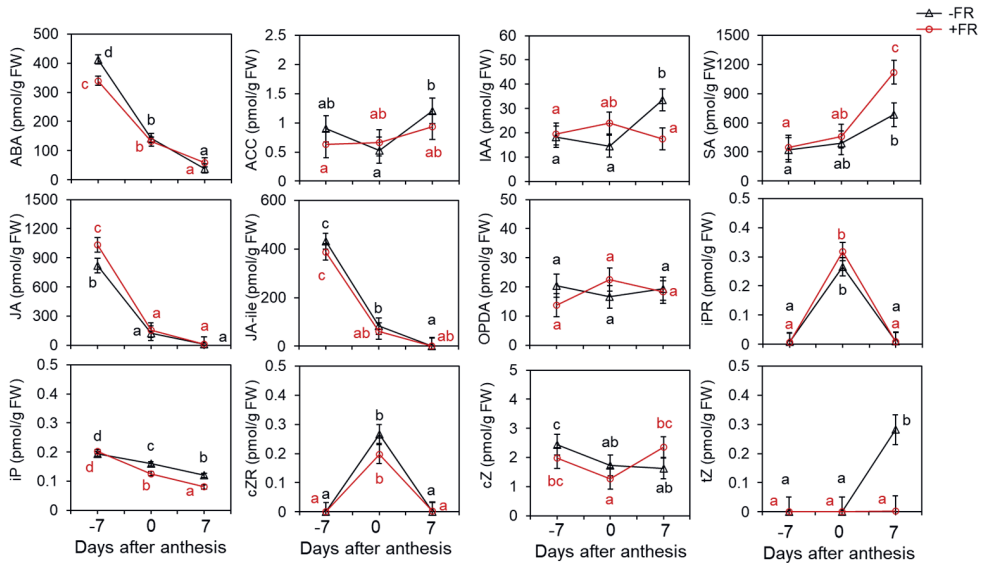 -FR
+FR
ABA (pmol/g FW)
500
400
300
200
100
0
d
c
b
b
a
a
ACC (pmol/g FW)
2.5
2
1.5
1
0.5
0
ab
a
ab
a
b
ab
IAA (pmol/g FW)
60
50
40
30
20
10
0
a
a
ab
a
b
a
SA (pmol/g FW)
1500
1200
900
600
300
0
a
a
ab
ab
c
b
JA (pmol/g FW)
1500
1200
900
600
300
0
c
b
a
a
a
a
JA-ile(pmol/g FW)
600
400
200
0
c
c
b
ab
a
ab
OPDA (pmol/g FW)
50
40
30
20
10
0
a
a
a
a
a
a
iPR (pmol/g FW)
0.5
0.4
0.3
0.2
0.1
0
a
a
b
b
a
a
iP (pmol/g FW)
0.5
0.4
0.3
0.2
0.1
0
d
d
c
b
b
a
-7
0
7
Days after anthesis
cZR (pmol/g FW)
0.5
0.4
0.3
0.2
0.1
0
a
a
b
b
a
a
-7
0
7
Days after anthesis
cZ (pmol/g FW)
5
4
3
2
1
0
c
bc
ab
a
bc
ab
-7
0
7
Days after anthesis
tZ (pmol/g FW)
0.5
0.4
0.3
0.2
0.1
0
a
a
a
a
b
a
-7
0
7
Days after anthesis